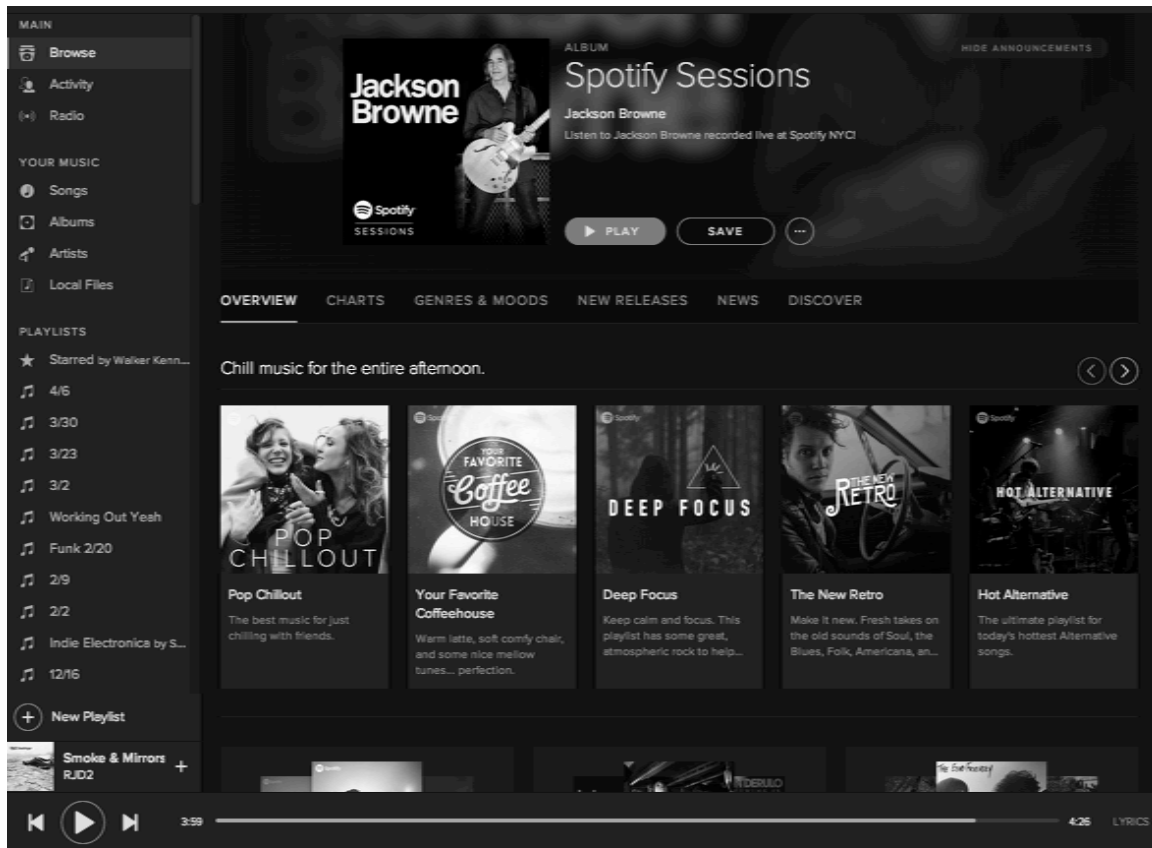 MAIN
Browse
Activity
Radio
YOUR MUSIC
Songs
Albums
Artists
Local Files
PLAYLISTS
Starred by Walker Kenn...
4/6
3/30
3/23
3/2
Working Out Yeah
Funk 2/20
2/9
2/2
Indie Electronica by S...
12/16
New Playlist
Smoke & Mirrors
RJD2
Jackson
Browne
Spotify
SESSIONS
ALBUM
Spotify Sessions
Jackson Browne
Listen to Jackson Browne recorded live at Spotify NYC!
HIDE ANNOUNCEMENTS
PLAY
SAVE
OVERVIEW CHARTS GENRES & MOODS NEW RELEASES NEWS DISCOVER
Chill music for the entire afternoon.
POP
CHILLOUT
Pop Chillout
The best music for just
chilling with friends.
Spotify
YOUR
FAVORITE
Coffee
HOUSE
Your Favorite
Coffeehouse
Warm latte, soft comfy chair,
and some nice mellow
tunes... perfection.
Spotify
DEEP FOCUS
Deep Focus
Keep calm and focus. This
playlist has some great,
atmospheric rock to help...
THE NEW
RETRO
The New Retro
Make it new. Fresh takes on
the old sounds of Soul, the
Blues, Folk, Americana, an...
Spotify
HOT ALTERNATIVE
Hot Alternative
The ultimate playlist for
today's hottest Alternative
songs.
Spotify
DERULO
3:59
4:26
LYRICS